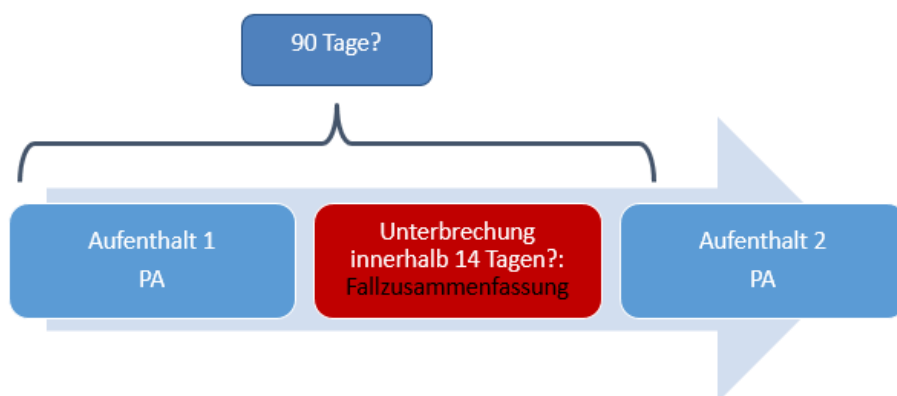 90 Tage?
Aufenthalt 1
PA
Unterbrechung
innerhalb 14 Tagen?:
Fallzusammenfassung
Aufenthalt 2
PA